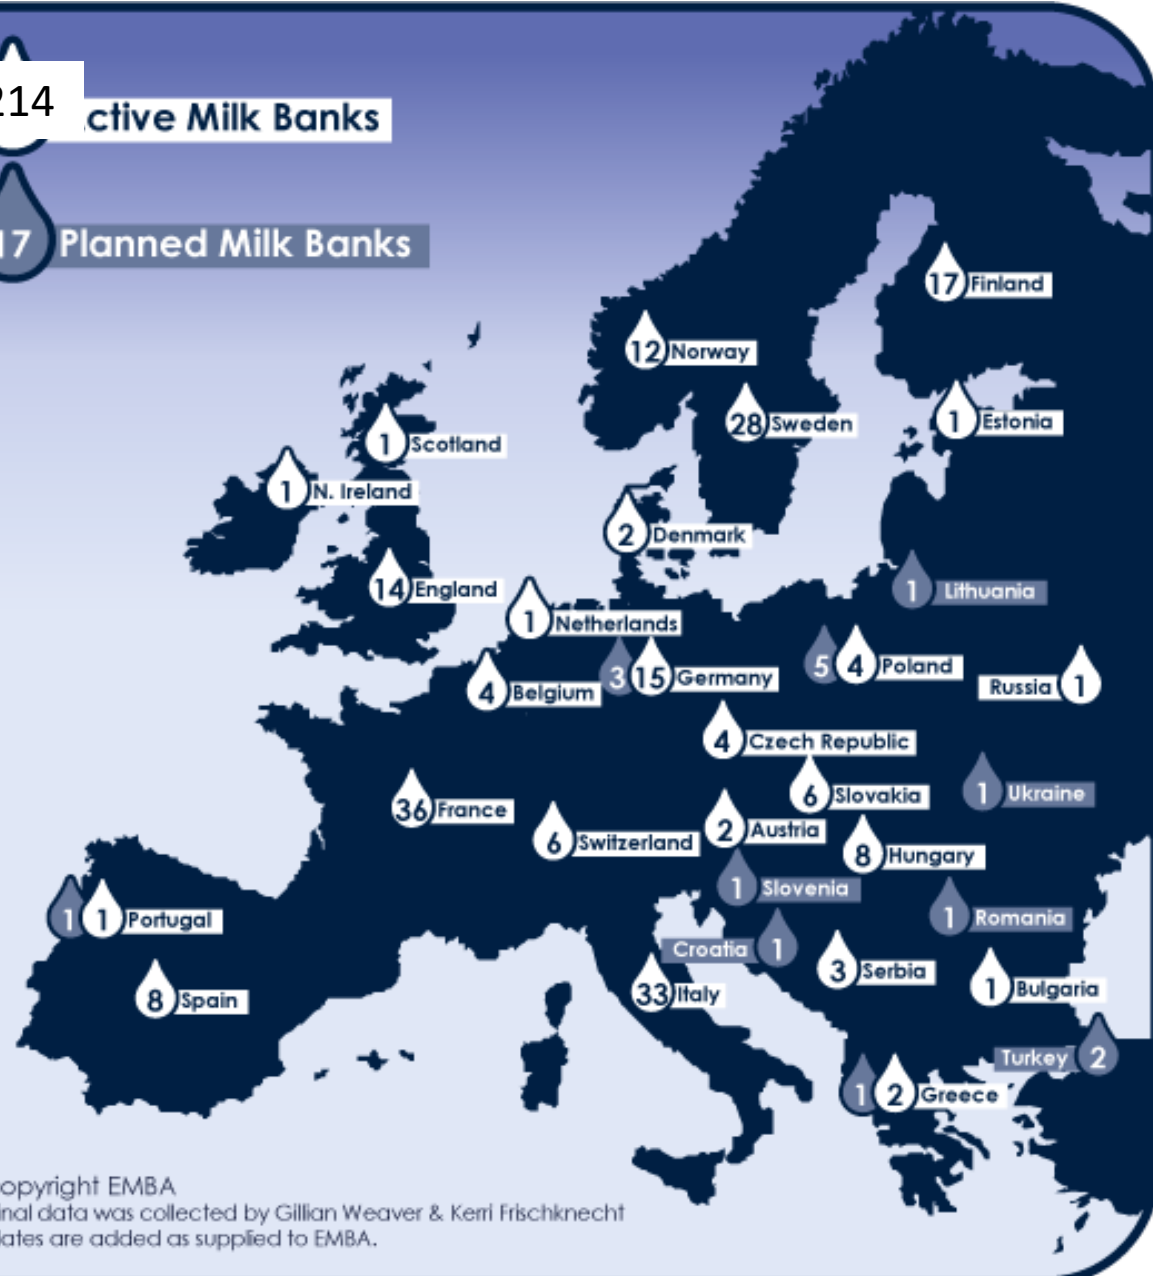 214
ctive Milk Banks
17 Planned Milk Banks
17 Finland
12 Norway
28 Sweden
1 Estonia
1 Scotland
1 N. Ireland
2 Denmark
14 England
1 Lithuania
1 Netherlands
4 Belgium
3 15 Germany
5 4 Poland
Russia 1
4 Czech Republic
6 Slovakia
1 Ukraine
36 France
6 Switzerland
2 Austria
8 Hungary
1 Slovenia
1 1 Portugal
1 Romania
Croatia 1
3 Serbia
8 Spain
33 Italy
1 Bulgaria
Turkey 2
1 2 Greece
opyright EMBA
inal data was collected by Gillian Weaver & Kerri Frischknecht
lates are added as supplied to EMBA.